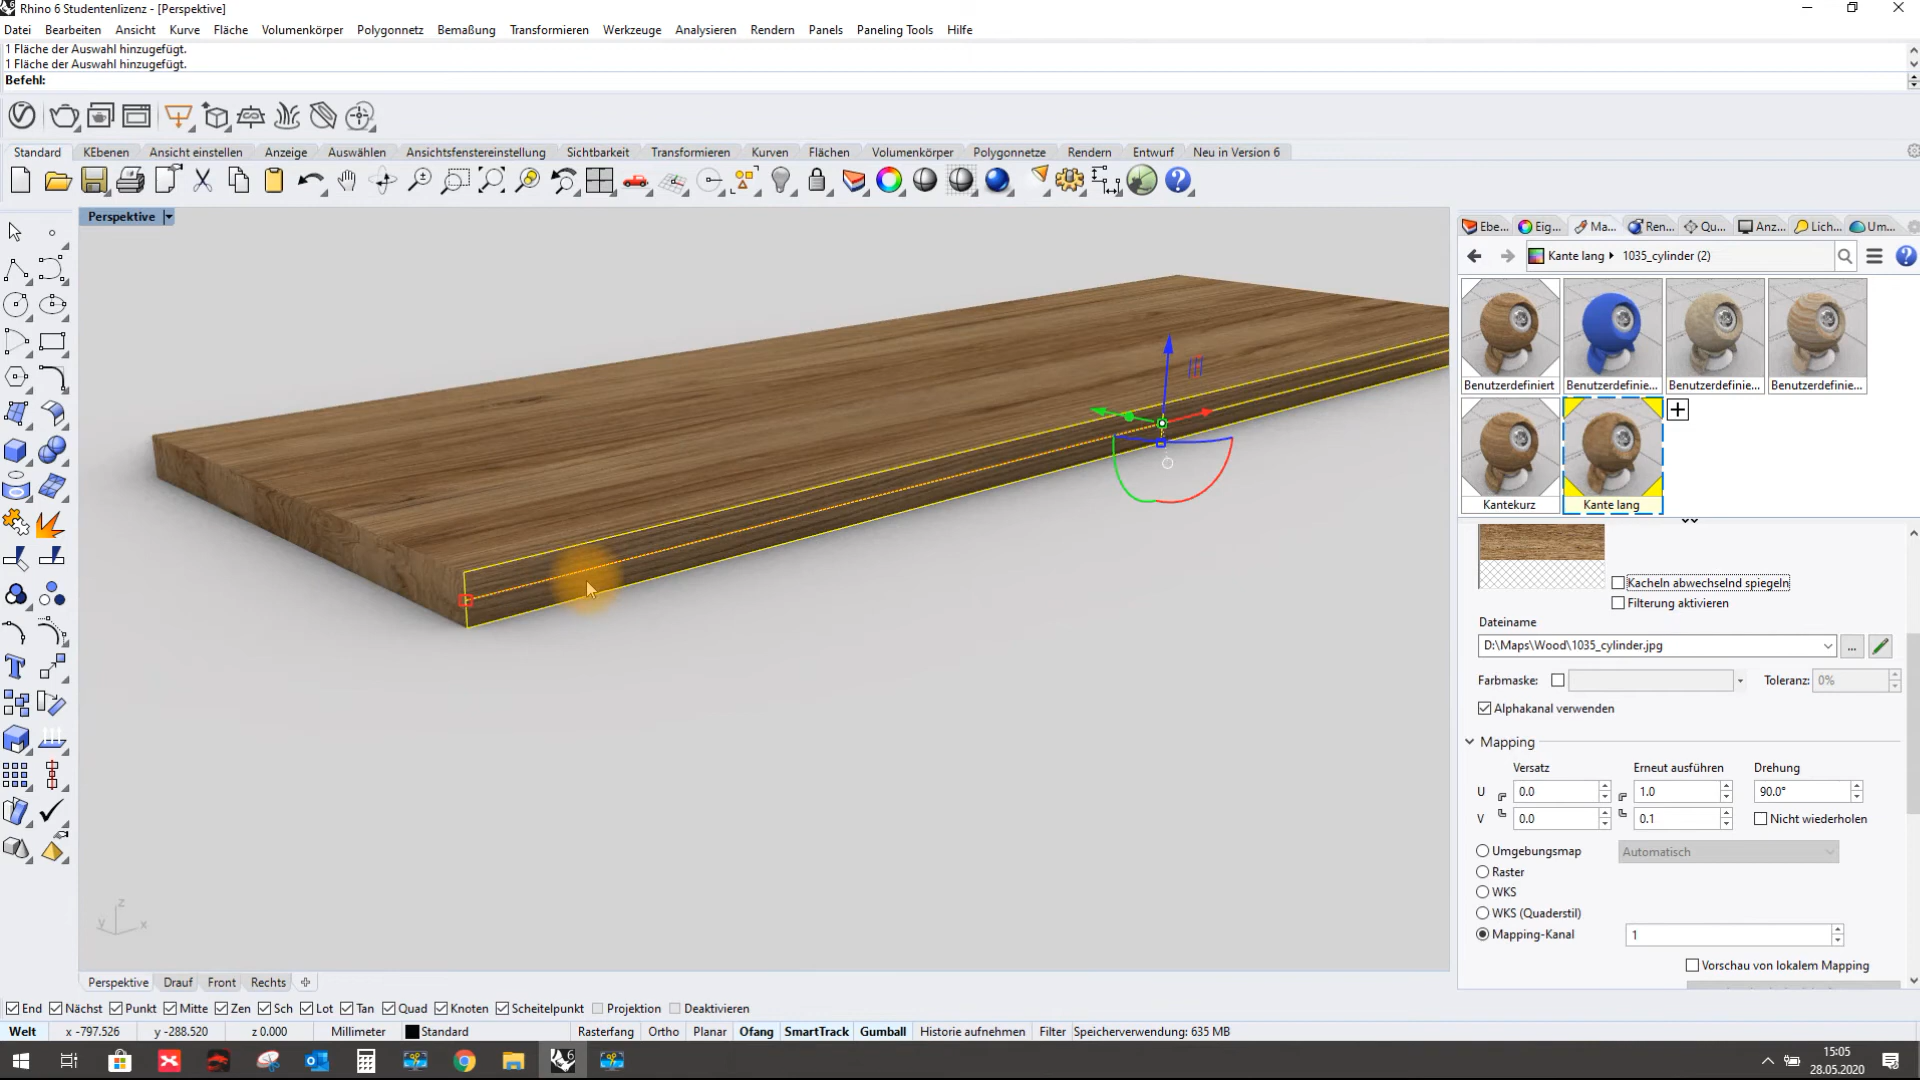 Rhino 6 Studentenlizenz - [Perspektive]
Datei Bearbeiten Ansicht Kurve Fläche Volumenkörper Polygonnetz Bemaßung Transformieren Werkzeuge Analysieren Rendern Panels Paneling Tools Hilfe
1 Fläche der Auswahl hinzugefügt.
1 Fläche der Auswahl hinzugefügt.
Befehl:
Standard KEbenen Ansicht einstellen Anzeige Auswählen Ansichtsfenstereinstellung Sichtbarkeit Transformieren Kurven Flächen Volumenkörper Polygonnetze Rendern Entwurf Neu in Version 6
Perspektive
Ebe... Eig... Ma... Ren... Qu... Anz... Lich... Um...
Kante lang 1035_cylinder (2)
Benutzerdefiniert Benutzerdefinie... Benutzerdefinie... Benutzerdefinie...
Kantekurz Kante lang
Kacheln abwechselnd spiegeln
Filterung aktivieren
Dateiname
D:\Maps\Wood\1035_cylinder.jpg ...
Farbmaske: Toleranz: 0%
Alphakanal verwenden
Mapping
Versatz Erneut ausführen Drehung
U 0.0 1.0 90.0°
V 0.0 0.1 Nicht wiederholen
Umgebungsmap Automatisch
Raster
WKS
WKS (Quaderstil)
Mapping-Kanal 1
Vorschau von lokalem Mapping
z
y x
Perspektive Drauf Front Rechts
End Nächst Punkt Mitte Zen Sch Lot Tan Quad Knoten Scheitelpunkt Projektion Deaktivieren
Welt x -797.526 y -288.520 z 0.000 Millimeter Standard Rasterfang Ortho Planar Ofang SmartTrack Gumball Historie aufnehmen Filter Speicherverwendung: 635 MB
15:05
28.05.2020